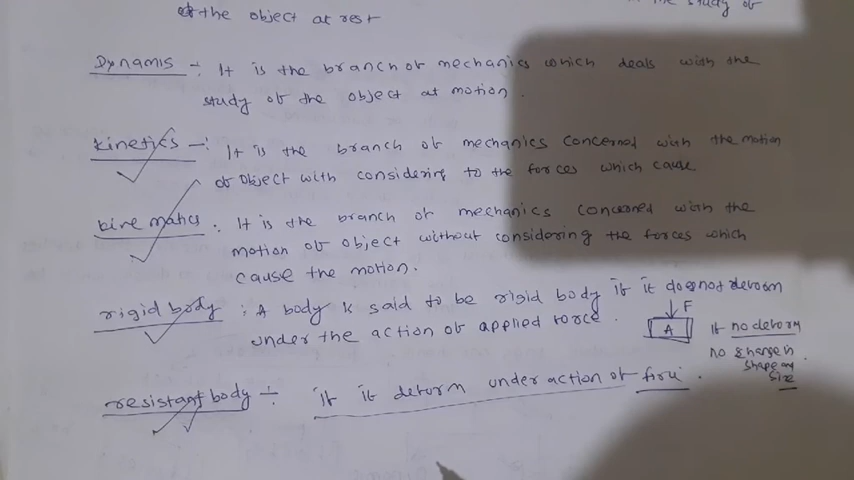 in the study of
of the object at rest
Dynamis :- It is the branch of mechanics which deals with the
study of the object at motion.
kinetics -: It is the branch of mechanics concerned with the motion
of object with considering to the forces which cause
kinematics : It is the branch of mechanics concerned with the
motion of object without considering the forces which
cause the motion.
rigid body : A body is said to be rigid body if it does not deform
under the action of applied force.
F
A
if no deform
no change in
shape
size
resistant body ÷ if it deform under action of